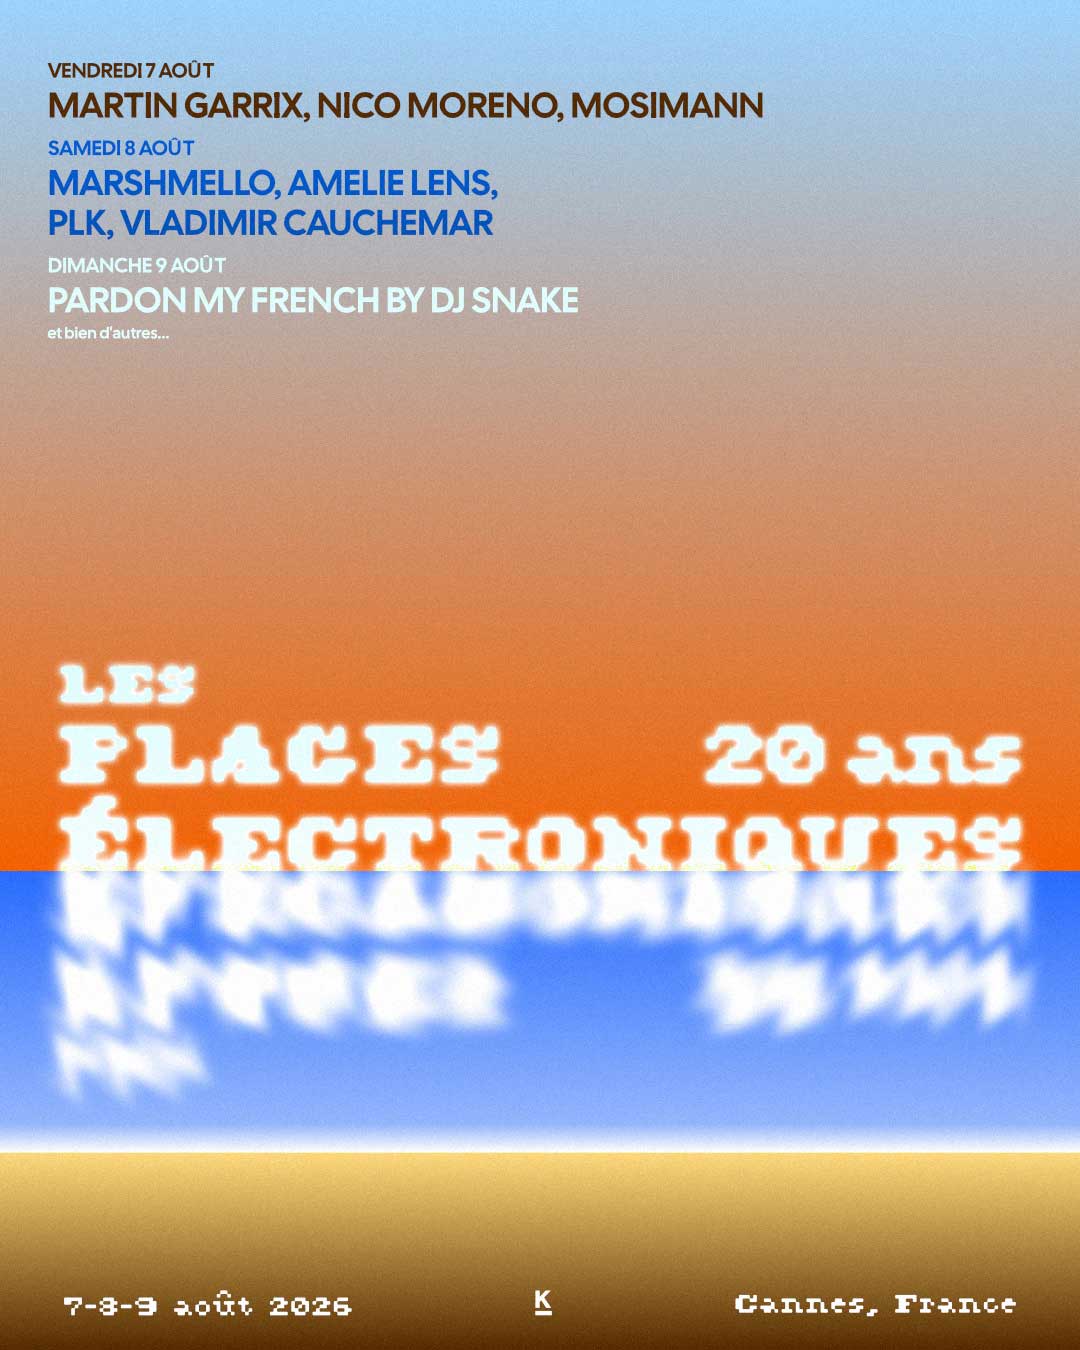 VENDREDI 7 AOÛT
MARTIN GARRIX, NICO MORENO, MOSIMANN
SAMEDI 8 AOÛT
MARSHMELLO, AMELIE LENS,
PLK, VLADIMIR CAUCHEMAR
DIMANCHE 9 AOÛT
PARDON MY FRENCH BY DJ SNAKE
et bien d'autres...
LES
PLAGES 20 ans
ÉLECTRONIQUES
7-8-9 août 2026 K Cannes, France